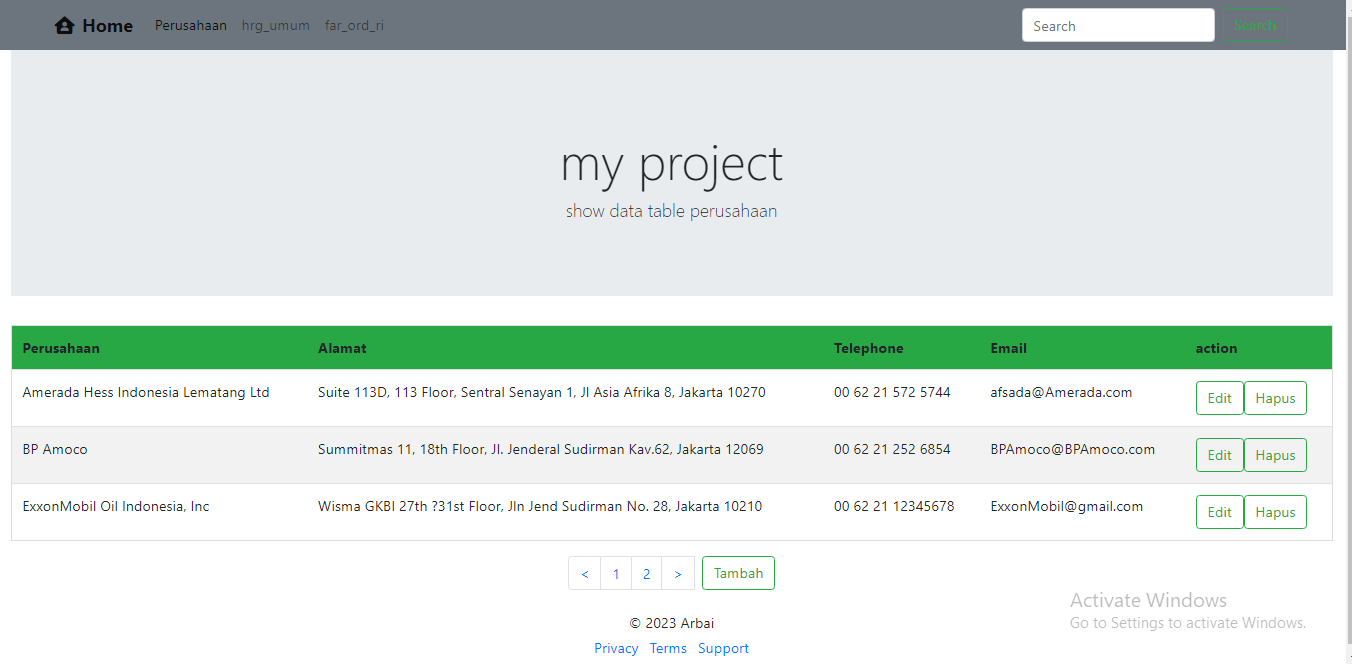 Home Perusahaan hrg_umum far_ord_ri Search Search
my project
show data table perusahaan
Perusahaan Alamat Telephone Email action
Amerada Hess Indonesia Lematang Ltd Suite 113D, 113 Floor, Sentral Senayan 1, Jl Asia Afrika 8, Jakarta 10270 00 62 21 572 5744 afsada@Amerada.com Edit Hapus
BP Amoco Summitmas 11, 18th Floor, Jl. Jenderal Sudirman Kav.62, Jakarta 12069 00 62 21 252 6854 BPAmoco@BPAmoco.com Edit Hapus
ExxonMobil Oil Indonesia, Inc Wisma GKBI 27th ?31st Floor, Jln Jend Sudirman No. 28, Jakarta 10210 00 62 21 12345678 ExxonMobil@gmail.com Edit Hapus
< 1 2 > Tambah
Activate Windows
Go to Settings to activate Windows.
© 2023 Arbai
Privacy Terms Support